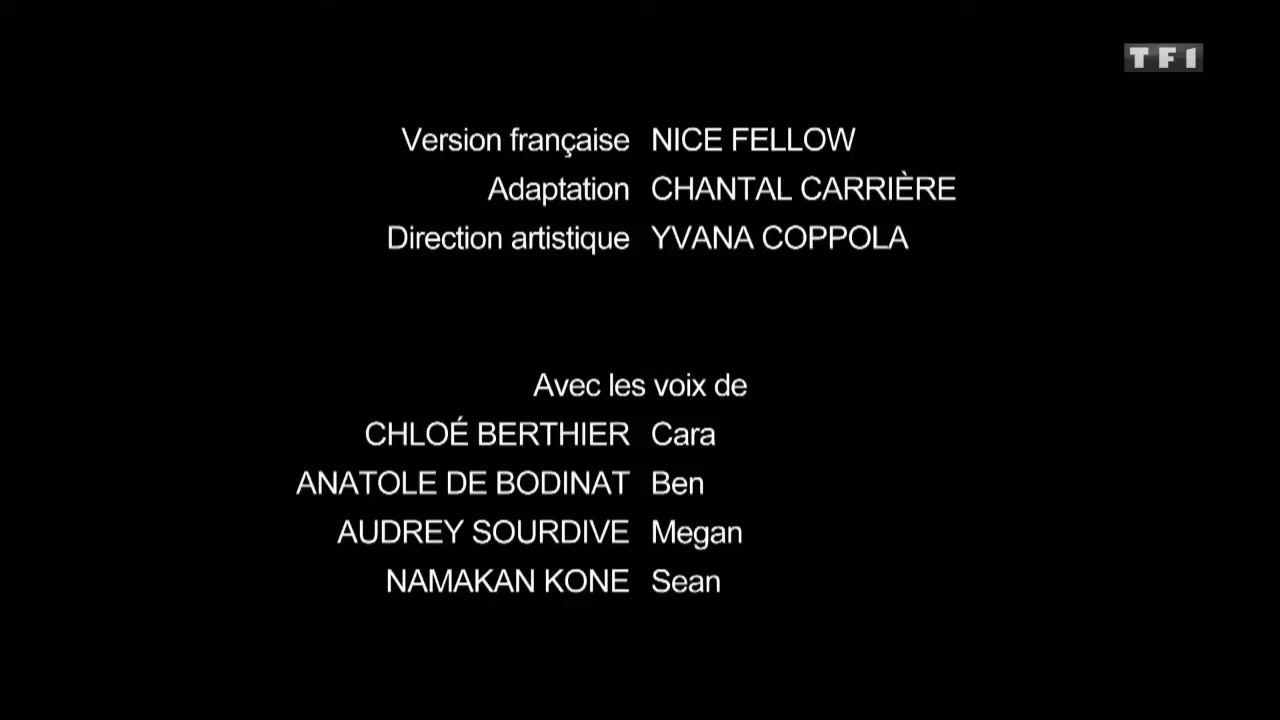 TF1
Version française NICE FELLOW
Adaptation CHANTAL CARRIÈRE
Direction artistique YVANA COPPOLA
Avec les voix de
CHLOÉ BERTHIER Cara
ANATOLE DE BODINAT Ben
AUDREY SOURDIVE Megan
NAMAKAN KONE Sean